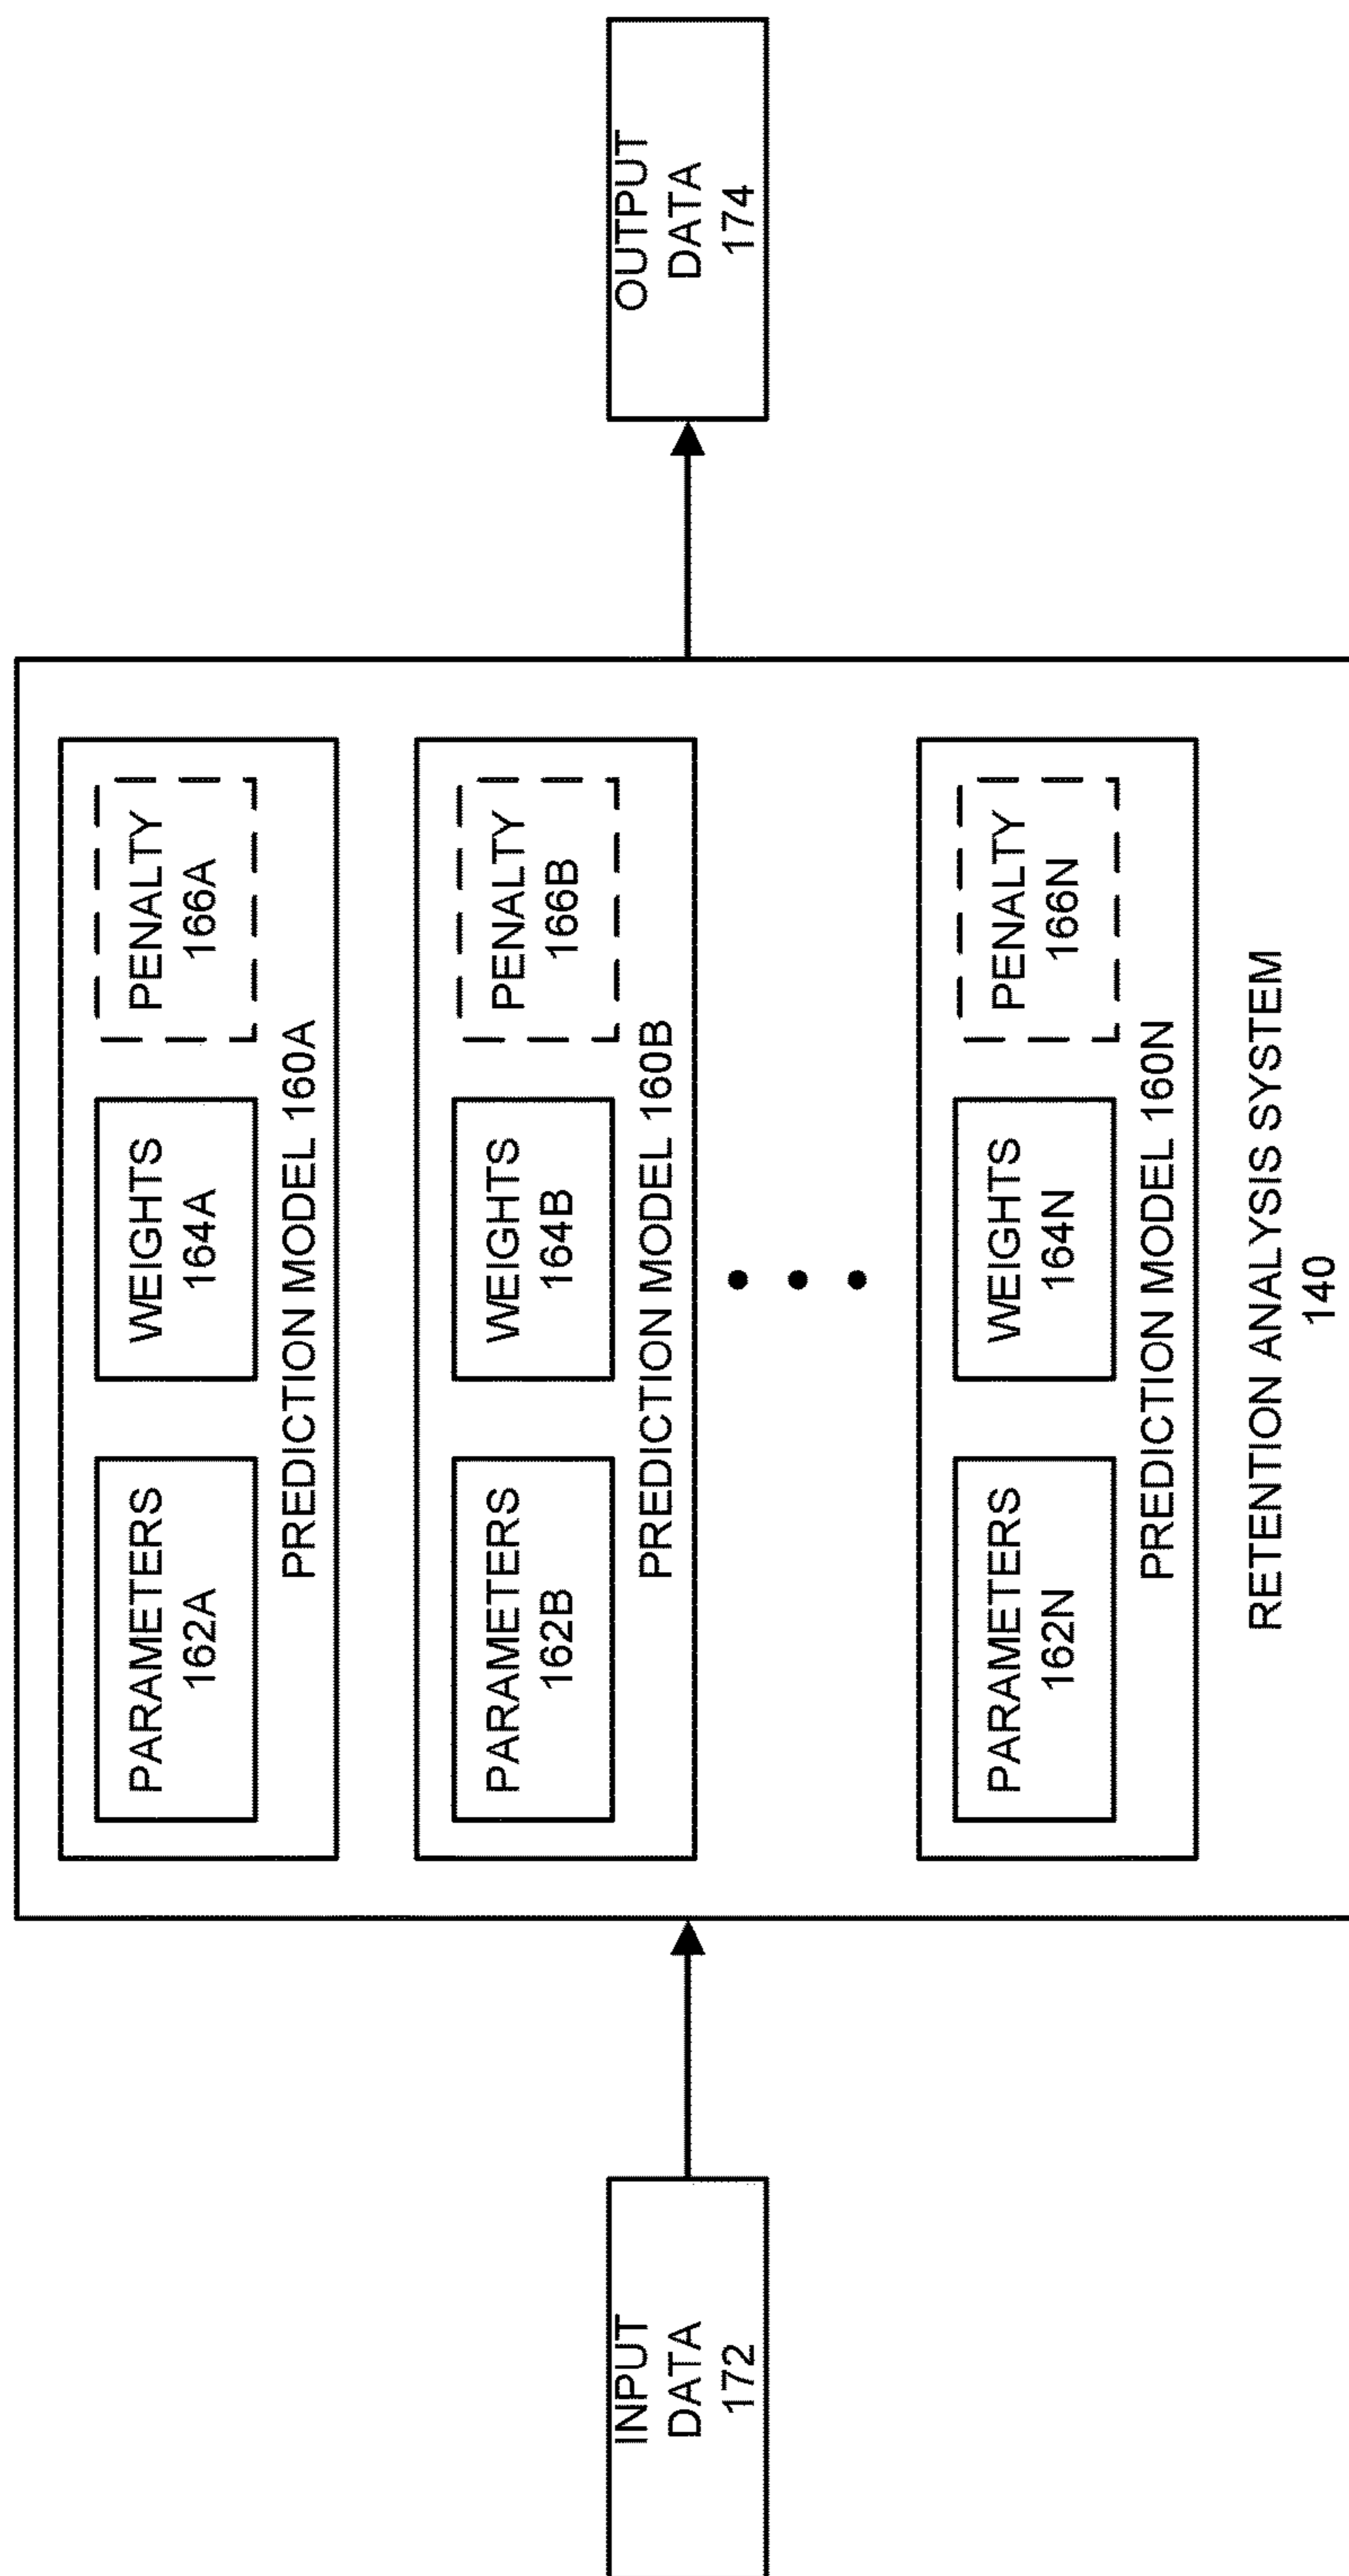 INPUT
DATA
172
PARAMETERS
162A
WEIGHTS
164A
PENALTY
166A
PREDICTION MODEL 160A
PARAMETERS
162B
WEIGHTS
164B
PENALTY
166B
PREDICTION MODEL 160B
PARAMETERS
162N
WEIGHTS
164N
PENALTY
166N
PREDICTION MODEL 160N
RETENTION ANALYSIS SYSTEM
140
OUTPUT
DATA
174